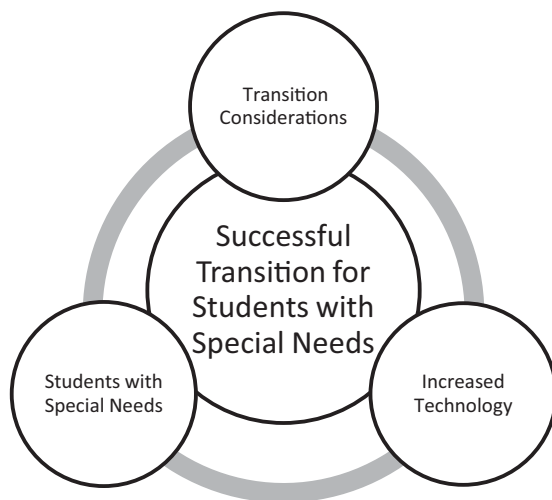 Transition
Considerations
Successful
Transition for
Students with
Special Needs
Students with
Special Needs
Increased
Technology